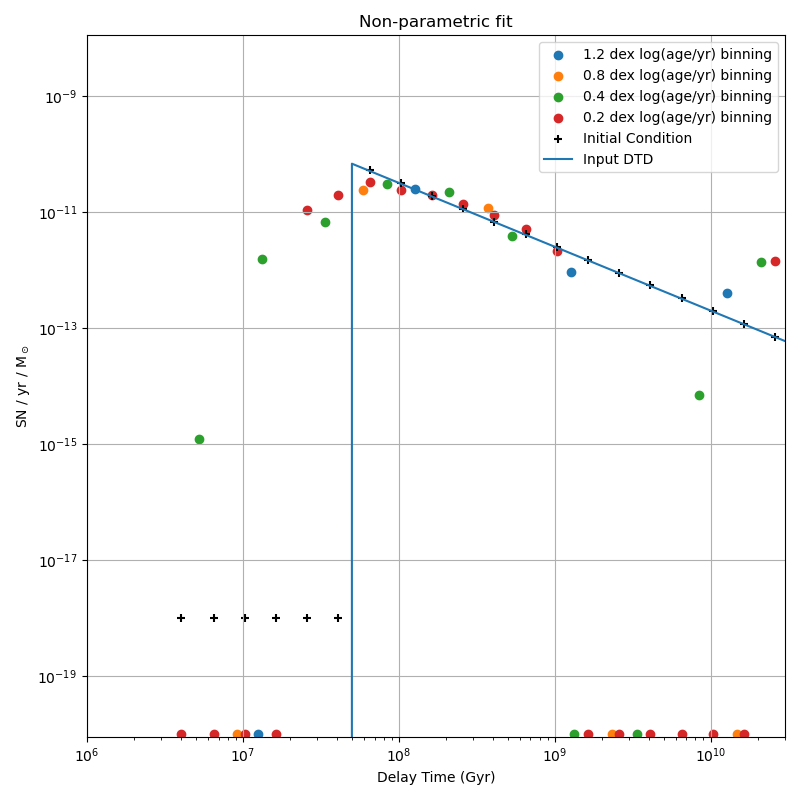 Non-parametric fit
1.2 dex log(age/yr) binning
0.8 dex log(age/yr) binning
0.4 dex log(age/yr) binning
0.2 dex log(age/yr) binning
Initial Condition
Input DTD
SN / yr / M⊙
10⁻⁹
10⁻¹¹
10⁻¹³
10⁻¹⁵
10⁻¹⁷
10⁻¹⁹
10⁶ 10⁷ 10⁸ 10⁹ 10¹⁰
Delay Time (Gyr)